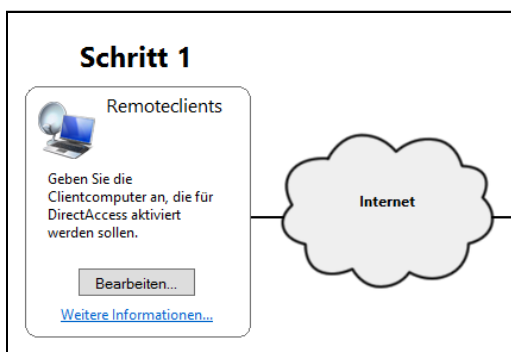 Schritt 1
Remoteclients
Geben Sie die
Clientcomputer an, die für
DirectAccess aktiviert
werden sollen.
Bearbeiten...
Weitere Informationen...
Internet